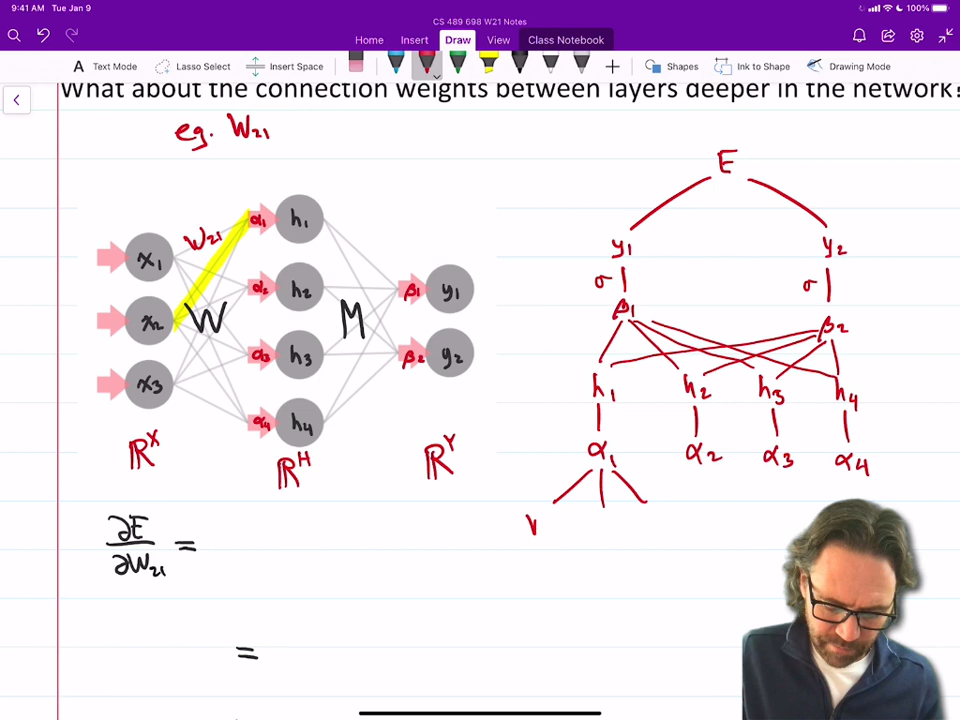 9:41 AM Tue Jan 9
100%
CS 489 698 W21 Notes
Home Insert Draw View Class Notebook
A Text Mode Lasso Select Insert Space Shapes Ink to Shape Drawing Mode
What about the connection weights between layers deeper in the network?
eg. W21
E
W21 α1 h1
y1 y2
x1
σ σ
α2 h2 β1 y1
β1 β2
x2 W M
α3 h3 β2 y2
x3
h1 h2 h3 h4
α4 h4
ℝ^X ℝ^H ℝ^Y
α1 α2 α3 α4
∂E/∂W21 =
=